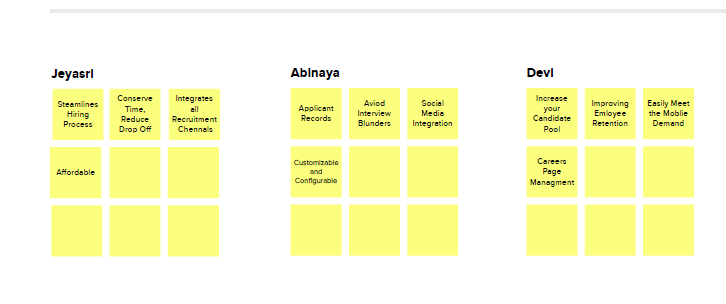 Jeyasri
Steamlines
Hiring
Process
Conserve
Time,
Reduce
Drop Off
Integrates
all
Recruitment
Chennals
Affordable
Abinaya
Applicant
Records
Aviod
Interview
Blunders
Social
Media
Integration
Customizable
and
Configurable
Devi
Increase
your
Candidate
Pool
Improving
Emloyee
Retention
Easily Meet
the Moblie
Demand
Careers
Page
Managment